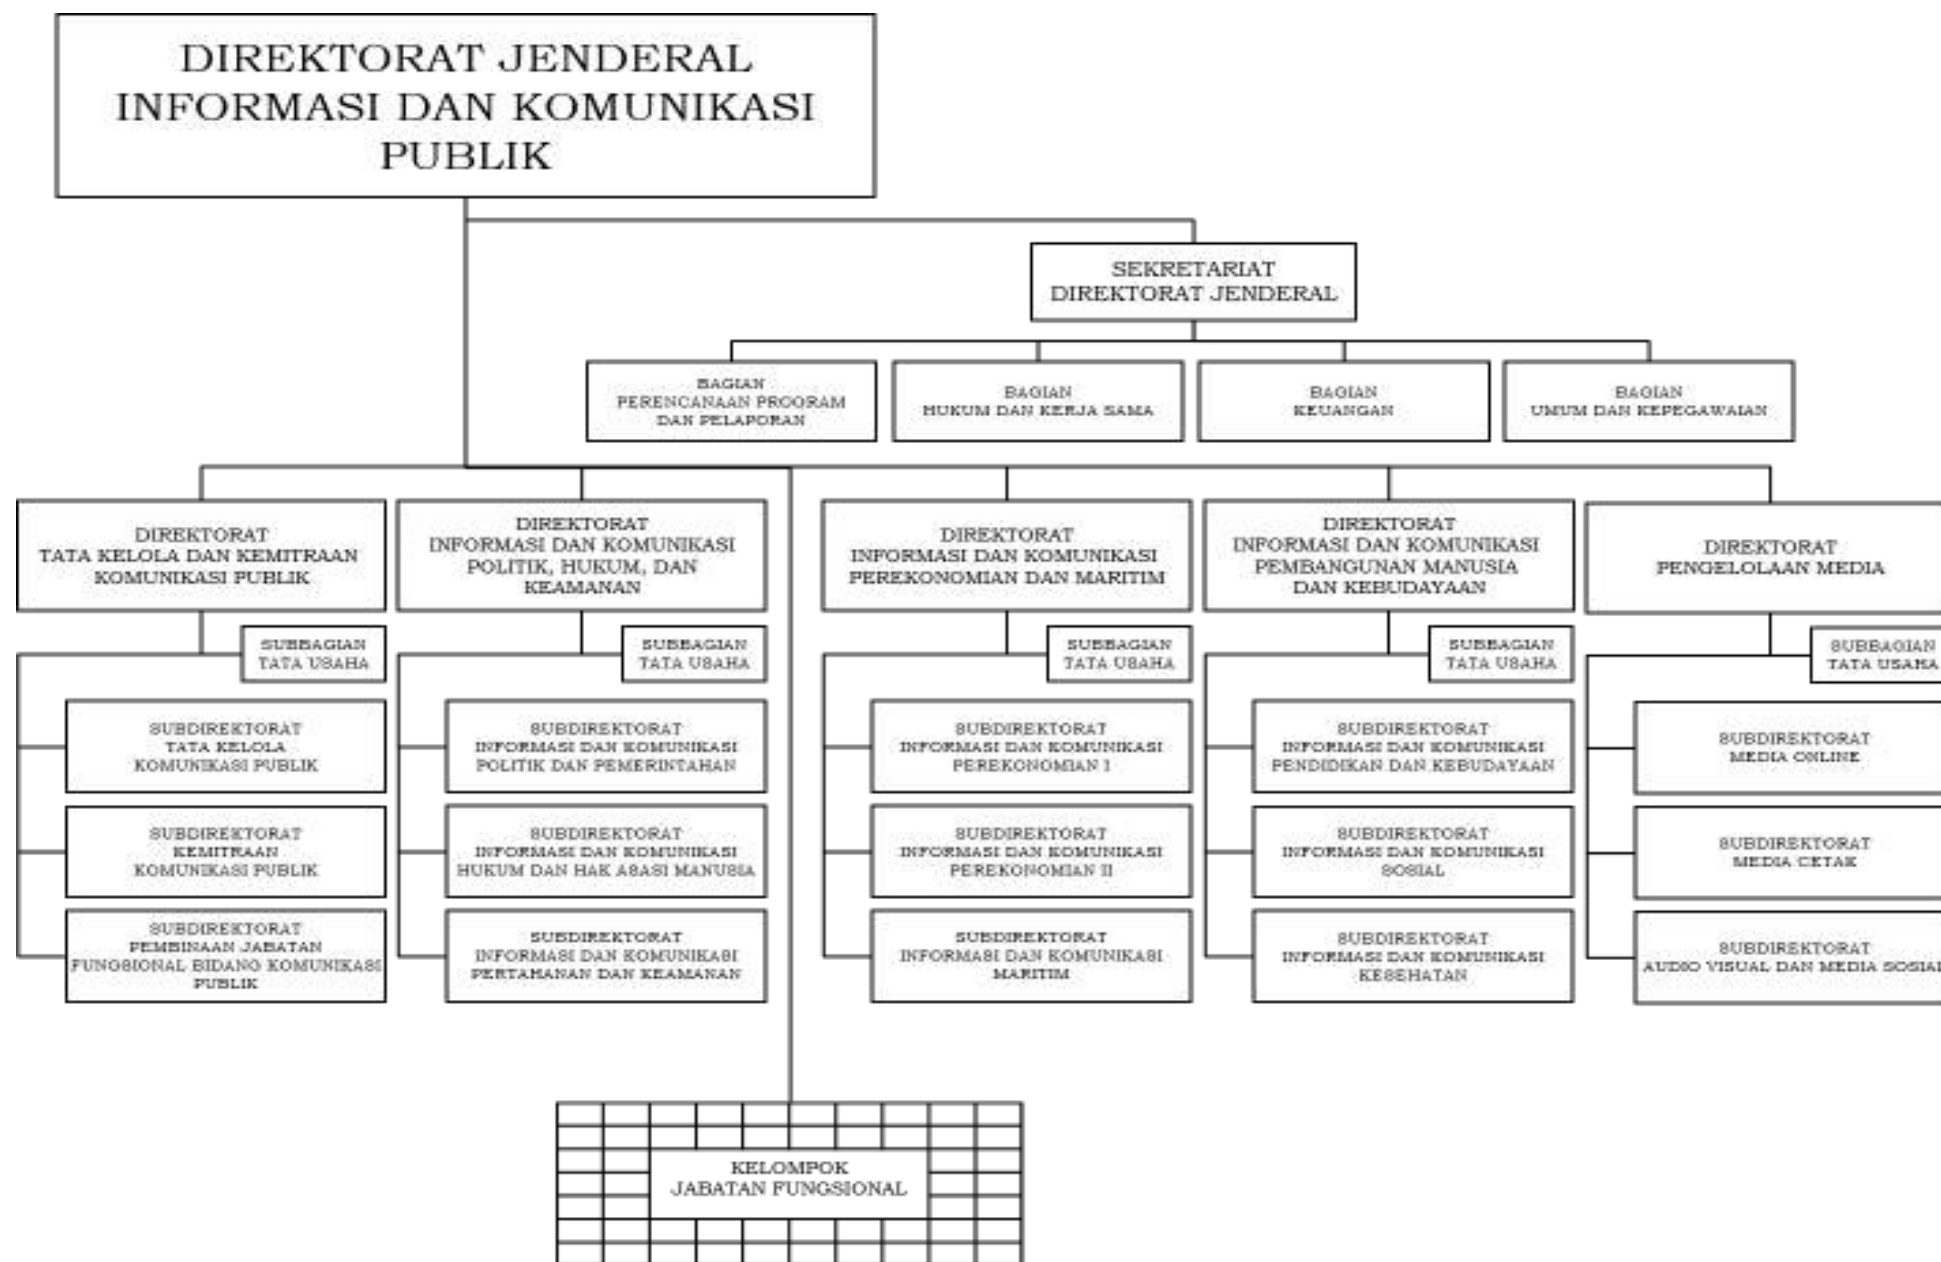 DIREKTORAT JENDERAL
INFORMASI DAN KOMUNIKASI
PUBLIK
SEKRETARIAT
DIREKTORAT JENDERAL
BAGIAN
PERENCANAAN PROGRAM
DAN PELAPORAN
BAGIAN
HUKUM DAN KERJA SAMA
BAGIAN
KEUANGAN
BAGIAN
UMUM DAN KEPEGAWAIAN
DIREKTORAT
TATA KELOLA DAN KEMITRAAN
KOMUNIKASI PUBLIK
DIREKTORAT
INFORMASI DAN KOMUNIKASI
POLITIK, HUKUM, DAN
KEAMANAN
DIREKTORAT
INFORMASI DAN KOMUNIKASI
PEREKONOMIAN DAN MARITIM
DIREKTORAT
INFORMASI DAN KOMUNIKASI
PEMBANGUNAN MANUSIA
DAN KEBUDAYAAN
DIREKTORAT
PENGELOLAAN MEDIA
SUBBAGIAN
TATA USAHA
SUBBAGIAN
TATA USAHA
SUBBAGIAN
TATA USAHA
SUBBAGIAN
TATA USAHA
SUBBAGIAN
TATA USAHA
SUBDIREKTORAT
TATA KELOLA
KOMUNIKASI PUBLIK
SUBDIREKTORAT
INFORMASI DAN KOMUNIKASI
POLITIK DAN PEMERINTAHAN
SUBDIREKTORAT
INFORMASI DAN KOMUNIKASI
PEREKONOMIAN I
SUBDIREKTORAT
INFORMASI DAN KOMUNIKASI
PENDIDIKAN DAN KEBUDAYAAN
SUBDIREKTORAT
MEDIA ONLINE
SUBDIREKTORAT
KEMITRAAN
KOMUNIKASI PUBLIK
SUBDIREKTORAT
INFORMASI DAN KOMUNIKASI
HUKUM DAN HAK ASASI MANUSIA
SUBDIREKTORAT
INFORMASI DAN KOMUNIKASI
PEREKONOMIAN II
SUBDIREKTORAT
INFORMASI DAN KOMUNIKASI
SOSIAL
SUBDIREKTORAT
MEDIA CETAK
SUBDIREKTORAT
PEMBINAAN JABATAN
FUNGSIONAL BIDANG KOMUNIKASI
PUBLIK
SUBDIREKTORAT
INFORMASI DAN KOMUNIKASI
PERTAHANAN DAN KEAMANAN
SUBDIREKTORAT
INFORMASI DAN KOMUNIKASI
MARITIM
SUBDIREKTORAT
INFORMASI DAN KOMUNIKASI
KESEHATAN
SUBDIREKTORAT
AUDIO VISUAL DAN MEDIA SOSIAL
KELOMPOK
JABATAN FUNGSIONAL